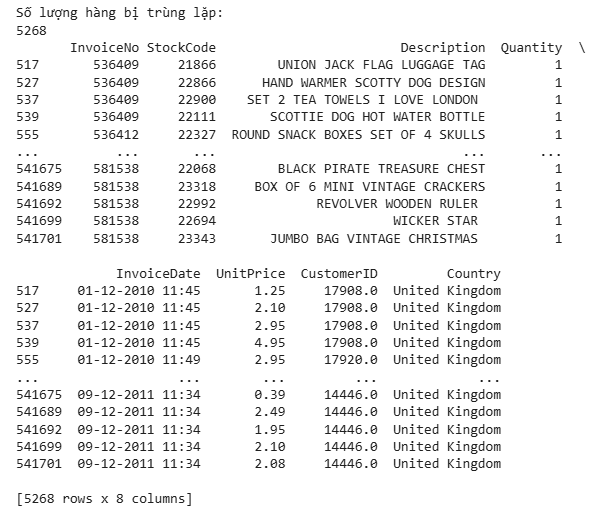 Số lượng hàng bị trùng lặp:
5268
InvoiceNo StockCode Description Quantity \
517 536409 21866 UNION JACK FLAG LUGGAGE TAG 1
527 536409 22866 HAND WARMER SCOTTY DOG DESIGN 1
537 536409 22900 SET 2 TEA TOWELS I LOVE LONDON 1
539 536409 22111 SCOTTIE DOG HOT WATER BOTTLE 1
555 536412 22327 ROUND SNACK BOXES SET OF 4 SKULLS 1
... ... ... ... ...
541675 581538 22068 BLACK PIRATE TREASURE CHEST 1
541689 581538 23318 BOX OF 6 MINI VINTAGE CRACKERS 1
541692 581538 22992 REVOLVER WOODEN RULER 1
541699 581538 22694 WICKER STAR 1
541701 581538 23343 JUMBO BAG VINTAGE CHRISTMAS 1
InvoiceDate UnitPrice CustomerID Country
517 01-12-2010 11:45 1.25 17908.0 United Kingdom
527 01-12-2010 11:45 2.10 17908.0 United Kingdom
537 01-12-2010 11:45 2.95 17908.0 United Kingdom
539 01-12-2010 11:45 4.95 17908.0 United Kingdom
555 01-12-2010 11:49 2.95 17920.0 United Kingdom
... ... ... ... ...
541675 09-12-2011 11:34 0.39 14446.0 United Kingdom
541689 09-12-2011 11:34 2.49 14446.0 United Kingdom
541692 09-12-2011 11:34 1.95 14446.0 United Kingdom
541699 09-12-2011 11:34 2.10 14446.0 United Kingdom
541701 09-12-2011 11:34 2.08 14446.0 United Kingdom
[5268 rows x 8 columns]